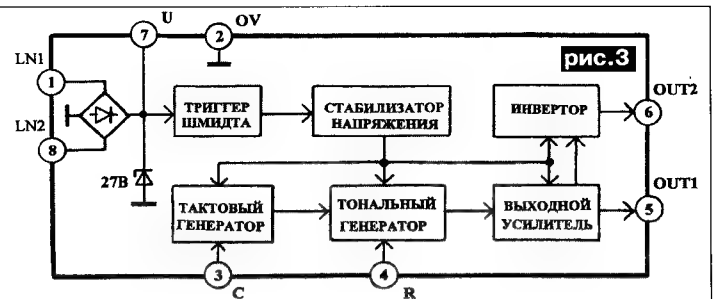 U
OV
7
2
рис.3
LN1
1
ТРИГГЕР
ШМИДТА
СТАБИЛИЗАТОР
НАПРЯЖЕНИЯ
ИНВЕРТОР
OUT2
6
LN2
8
27В
ТАКТОВЫЙ
ГЕНЕРАТОР
ТОНАЛЬНЫЙ
ГЕНЕРАТОР
ВЫХОДНОЙ
УСИЛИТЕЛЬ
OUT1
5
3
C
4
R